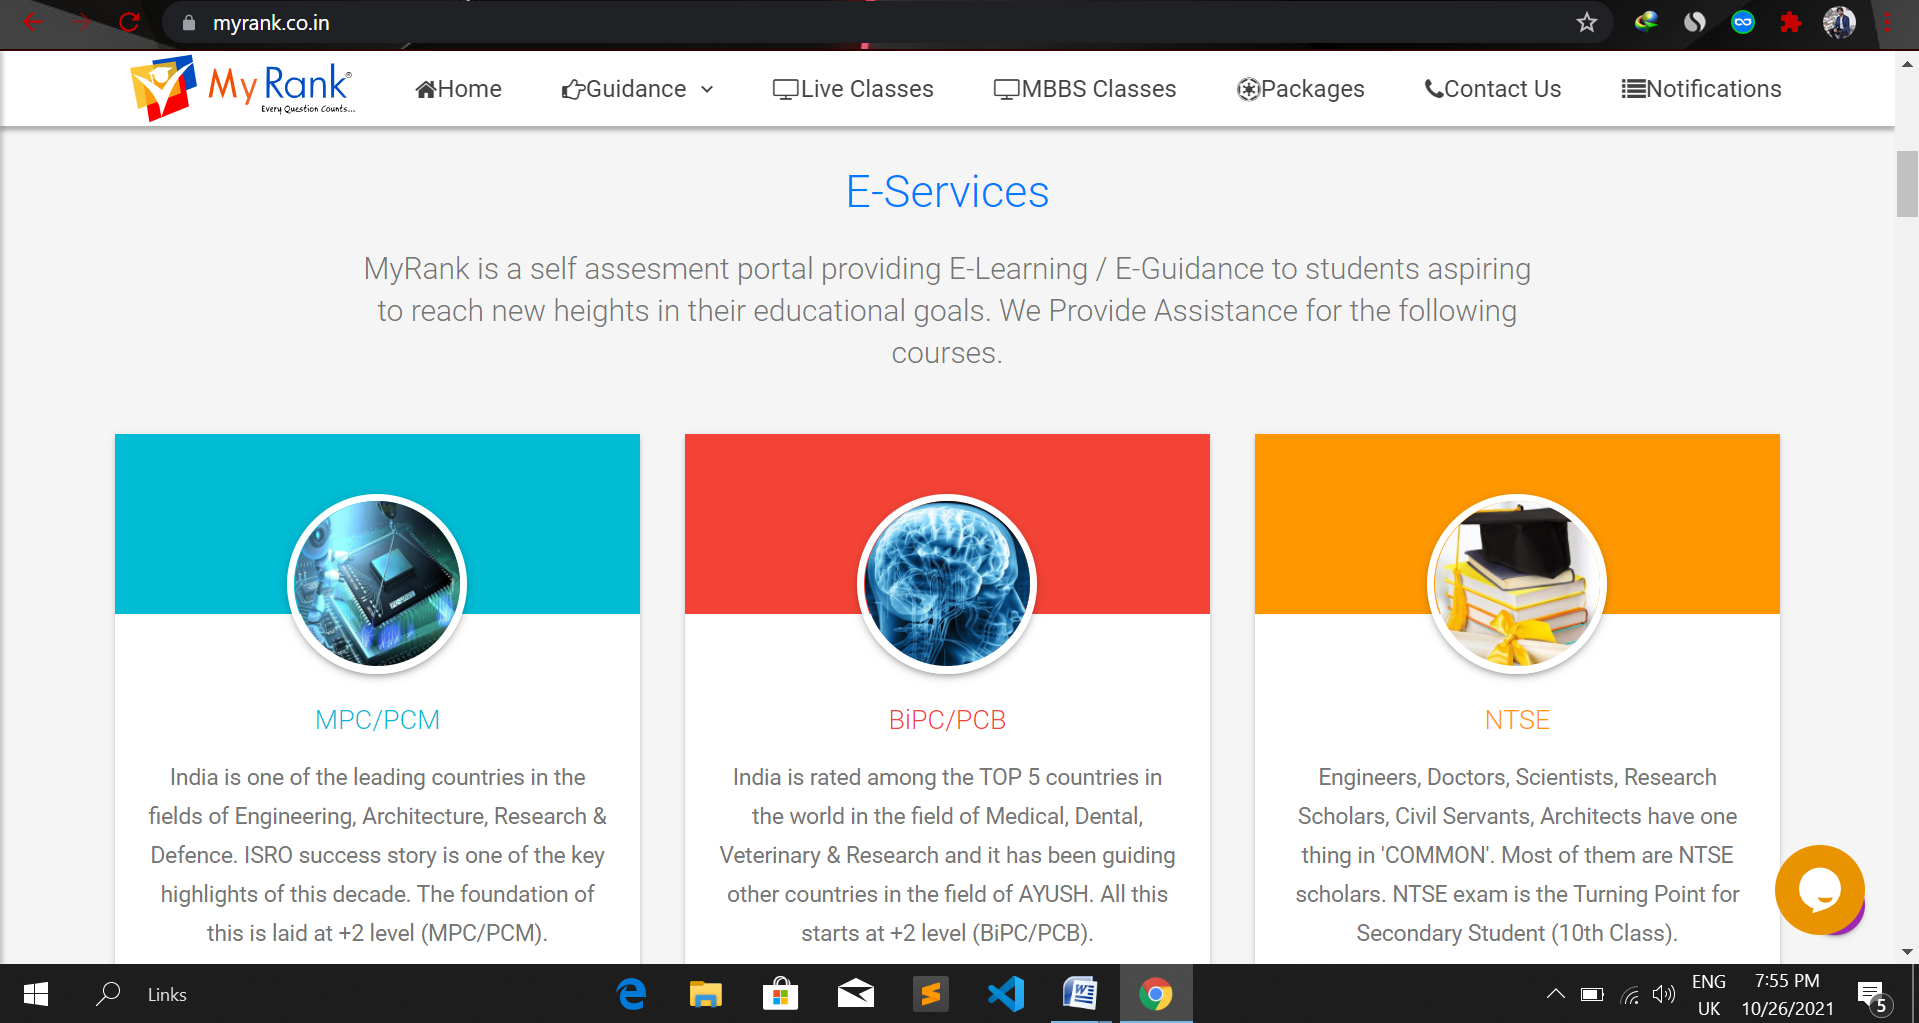 myrank.co.in
My Rank®
Every Question Counts...
Home
Guidance
Live Classes
MBBS Classes
Packages
Contact Us
Notifications
E-Services
MyRank is a self assesment portal providing E-Learning / E-Guidance to students aspiring
to reach new heights in their educational goals. We Provide Assistance for the following
courses.
MPC/PCM
India is one of the leading countries in the
fields of Engineering, Architecture, Research &
Defence. ISRO success story is one of the key
highlights of this decade. The foundation of
this is laid at +2 level (MPC/PCM).
BiPC/PCB
India is rated among the TOP 5 countries in
the world in the field of Medical, Dental,
Veterinary & Research and it has been guiding
other countries in the field of AYUSH. All this
starts at +2 level (BiPC/PCB).
NTSE
Engineers, Doctors, Scientists, Research
Scholars, Civil Servants, Architects have one
thing in 'COMMON'. Most of them are NTSE
scholars. NTSE exam is the Turning Point for
Secondary Student (10th Class).
Links
ENG
UK
7:55 PM
10/26/2021
5